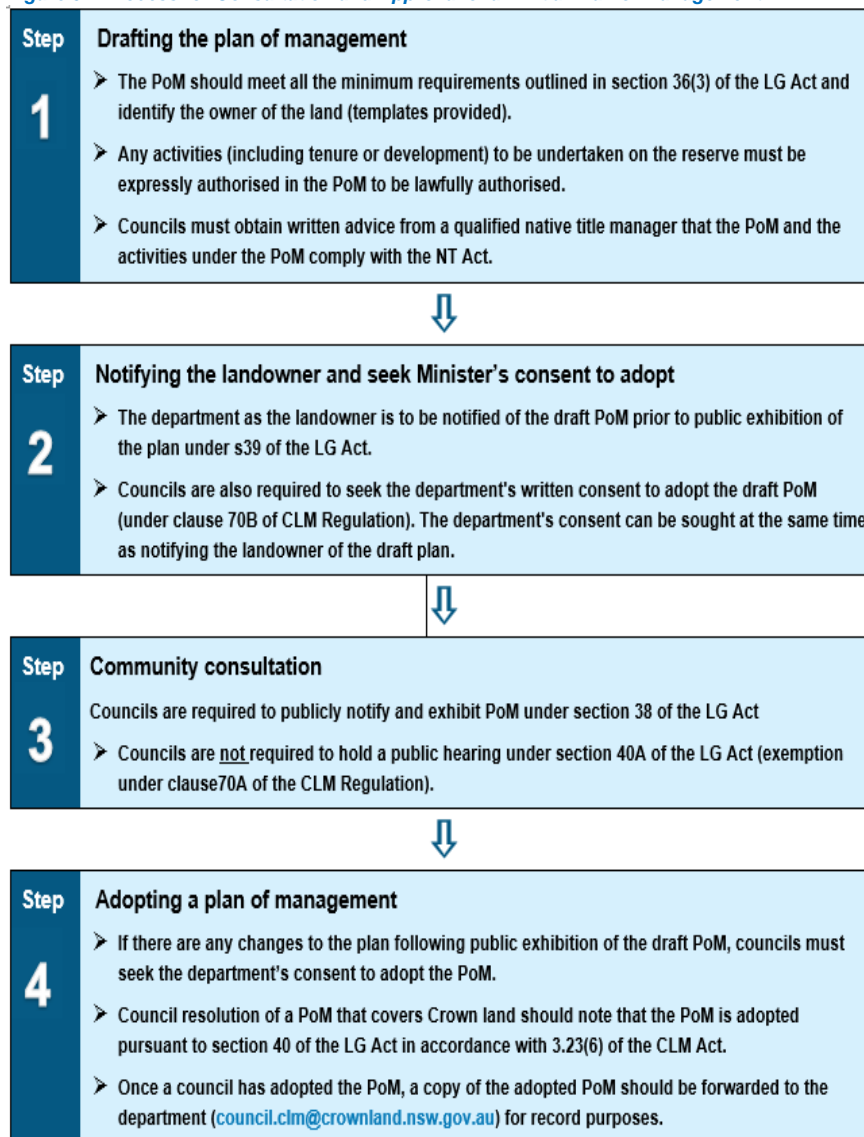 Step
1
Drafting the plan of management
➤ The PoM should meet all the minimum requirements outlined in section 36(3) of the LG Act and
identify the owner of the land (templates provided).
➤ Any activities (including tenure or development) to be undertaken on the reserve must be
expressly authorised in the PoM to be lawfully authorised.
➤ Councils must obtain written advice from a qualified native title manager that the PoM and the
activities under the PoM comply with the NT Act.
Step
2
Notifying the landowner and seek Minister's consent to adopt
➤ The department as the landowner is to be notified of the draft PoM prior to public exhibition of
the plan under s39 of the LG Act.
➤ Councils are also required to seek the department's written consent to adopt the draft PoM
(under clause 70B of CLM Regulation). The department's consent can be sought at the same time
as notifying the landowner of the draft plan.
Step
3
Community consultation
Councils are required to publicly notify and exhibit PoM under section 38 of the LG Act
➤ Councils are not required to hold a public hearing under section 40A of the LG Act (exemption
under clause70A of the CLM Regulation).
Step
4
Adopting a plan of management
➤ If there are any changes to the plan following public exhibition of the draft PoM, councils must
seek the department's consent to adopt the PoM.
➤ Council resolution of a PoM that covers Crown land should note that the PoM is adopted
pursuant to section 40 of the LG Act in accordance with 3.23(6) of the CLM Act.
➤ Once a council has adopted the PoM, a copy of the adopted PoM should be forwarded to the
department (council.clm@crownland.nsw.gov.au) for record purposes.